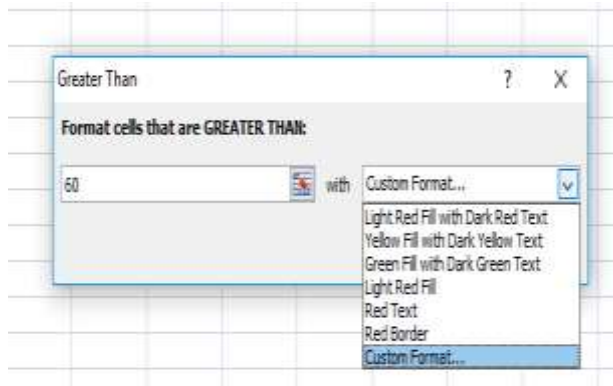 Greater Than ? X
Format cells that are GREATER THAN:
60 with Custom Format...
Light Red Fill with Dark Red Text
Yellow Fill with Dark Yellow Text
Green Fill with Dark Green Text
Light Red Fill
Red Text
Red Border
Custom Format...